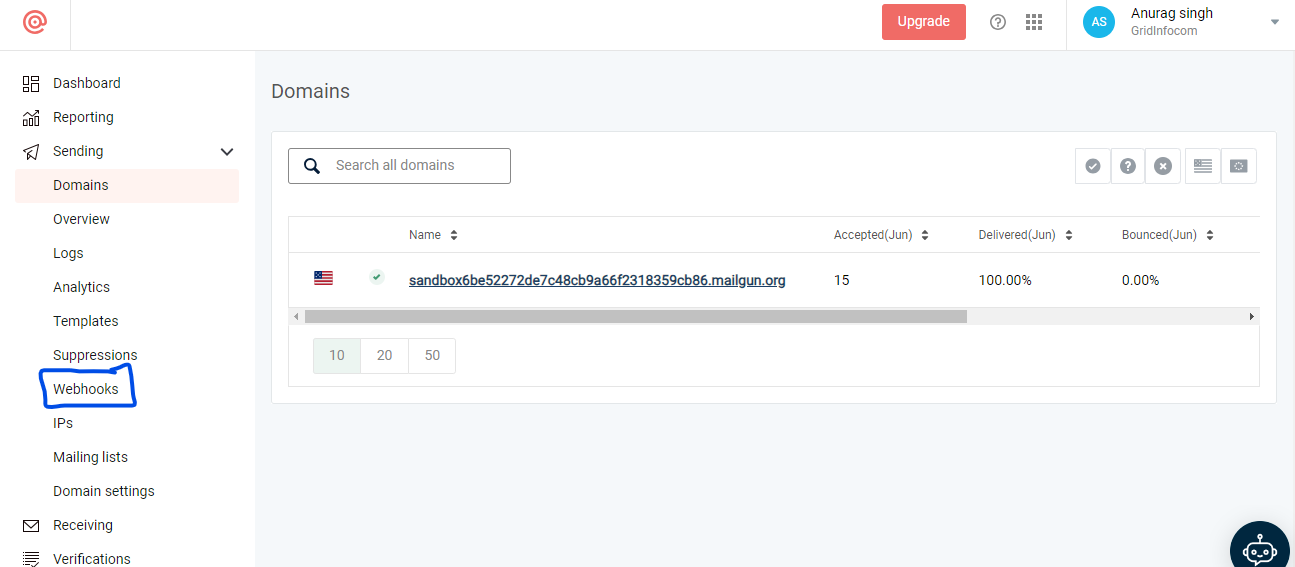 Upgrade
AS
Anurag singh
GridInfocom
Dashboard
Reporting
Sending
Domains
Overview
Logs
Analytics
Templates
Suppressions
Webhooks
IPs
Mailing lists
Domain settings
Receiving
Verifications
Domains
Search all domains
Name Accepted(Jun) Delivered(Jun) Bounced(Jun)
sandbox6be52272de7c48cb9a66f2318359cb86.mailgun.org 15 100.00% 0.00%
10 20 50